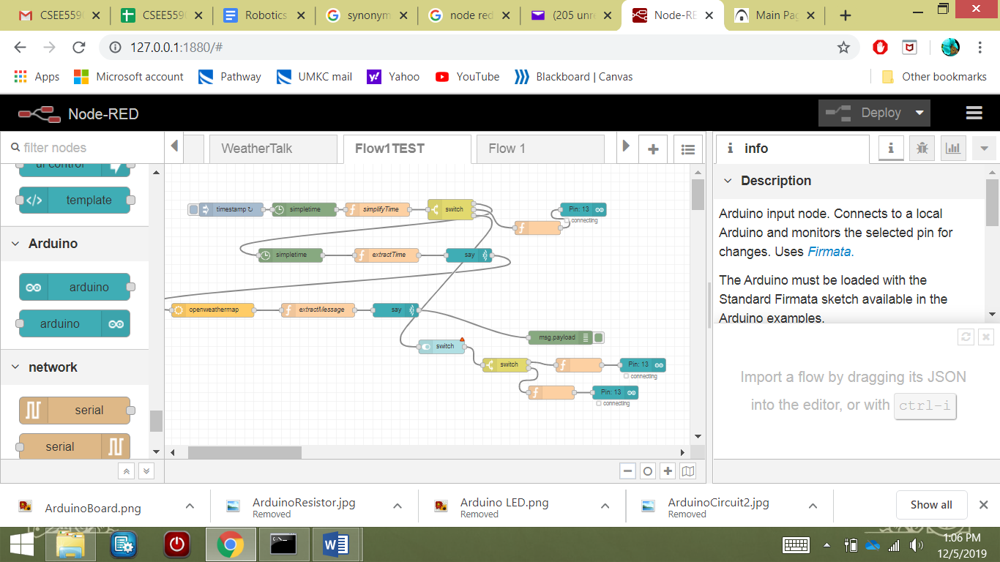 CSEE5590
CSEE5590
Robotics
synonym
node red
(205 unre
Node-RE
Main Pag
127.0.0.1:1880/#
Apps
Microsoft account
Pathway
UMKC mail
Yahoo
YouTube
Blackboard | Canvas
Other bookmarks
Node-RED
Deploy
filter nodes
WeatherTalk
Flow1TEST
Flow 1
info
ui control
template
Arduino
arduino
arduino
network
serial
serial
timestamp ↻
simpletime
simplifyTime
switch
Pin: 13
connecting
simpletime
extractTime
say
openweathermap
extractMessage
say
msg.payload
switch
switch
Pin: 13
connecting
Pin: 13
connecting
Description
Arduino input node. Connects to a local
Arduino and monitors the selected pin for
changes. Uses Firmata.
The Arduino must be loaded with the
Standard Firmata sketch available in the
Arduino examples.
Import a flow by dragging its JSON
into the editor, or with ctrl-i
ArduinoBoard.png
ArduinoResistor.jpg
Removed
Arduino LED.png
Removed
ArduinoCircuit2.jpg
Removed
Show all
1:06 PM
12/5/2019